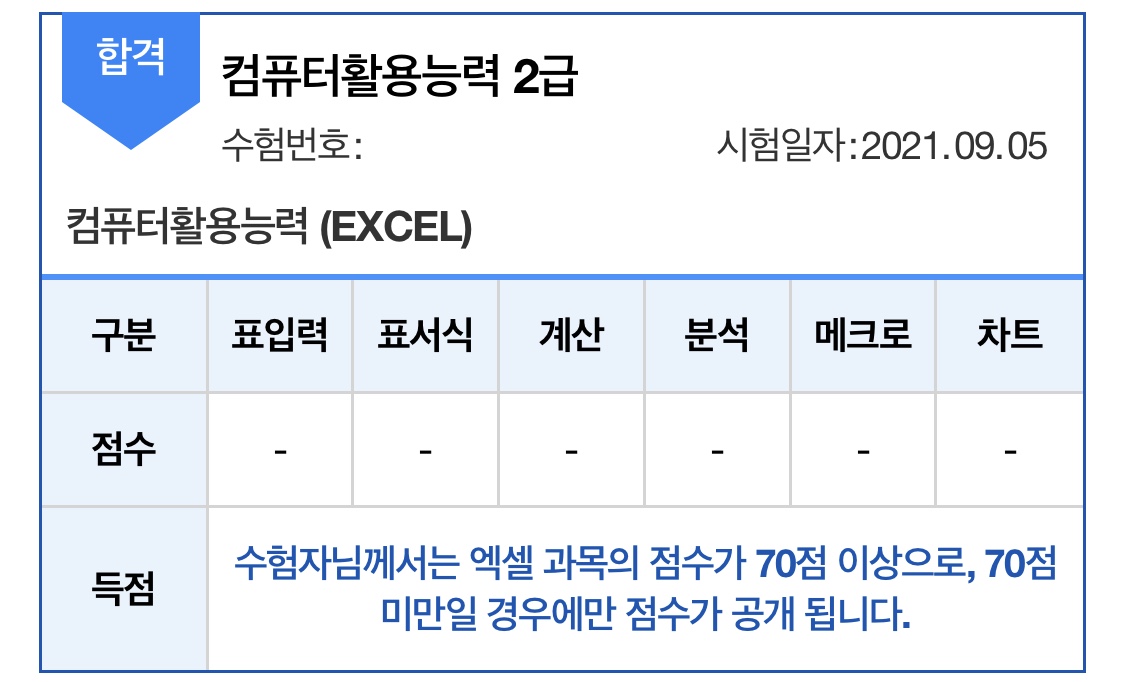 합격
컴퓨터활용능력 2급
수험번호: 시험일자:2021.09.05
컴퓨터활용능력 (EXCEL)
구분 표입력 표서식 계산 분석 메크로 차트
점수 - - - - - -
득점 수험자님께서는 엑셀 과목의 점수가 70점 이상으로, 70점
미만일 경우에만 점수가 공개 됩니다.